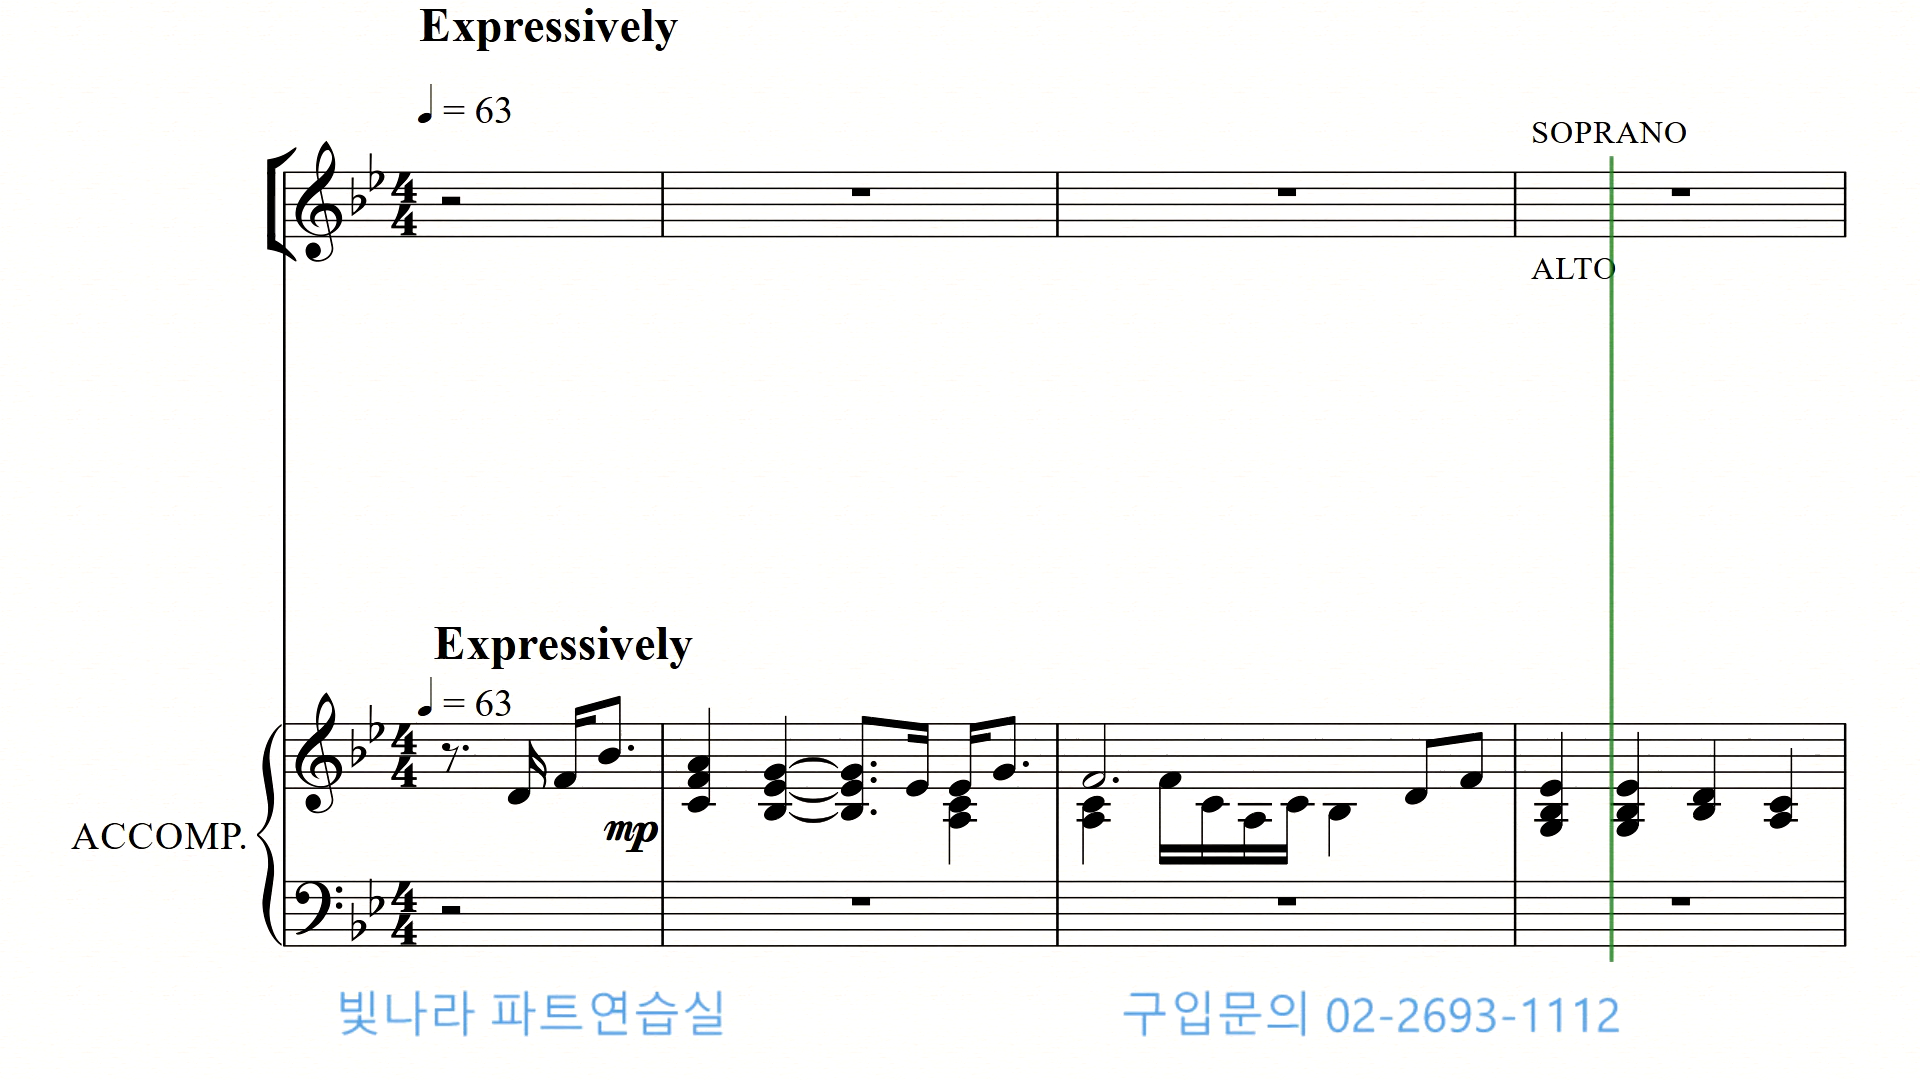 Expressively
♩ = 63
SOPRANO
ALTO
Expressively
♩ = 63
mp
ACCOMP.
빛나라 파트연습실
구입문의 02-2693-1112